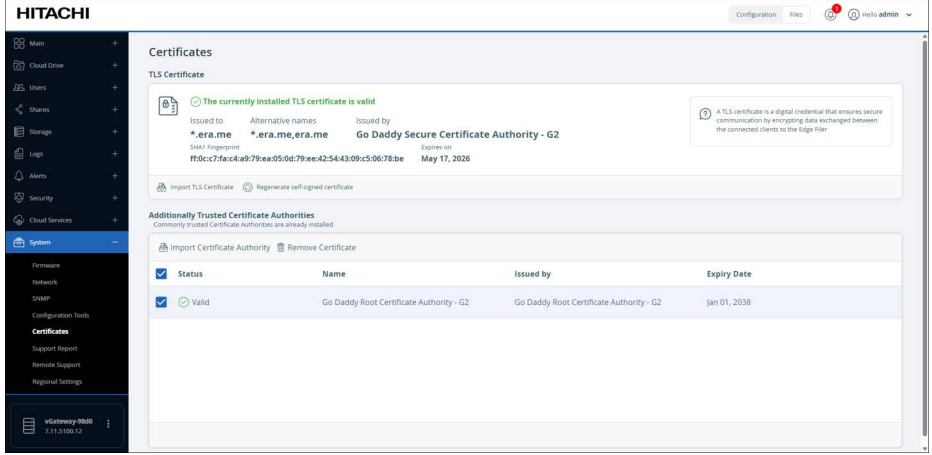 HITACHI
Configuration Files 1 Hello admin
Main +
Cloud Drive +
Users +
Shares +
Storage +
Logs +
Alerts +
Security +
Cloud Services +
System −
Firmware
Network
SNMP
Configuration Tools
Certificates
Support Report
Remote Support
Regional Settings
vGateway-98d0
7.11.5100.12
Certificates
TLS Certificate
The currently installed TLS certificate is valid
Issued to Alternative names Issued by
*.era.me *.era.me,era.me Go Daddy Secure Certificate Authority - G2
SHA1 Fingerprint Expires on
ff:0c:c7:fa:c4:a9:79:ea:05:0d:79:ee:42:54:43:09:c5:06:78:be May 17, 2026
A TLS certificate is a digital credential that ensures secure
communication by encrypting data exchanged between
the connected clients to the Edge Filer
Import TLS Certificate Regenerate self-signed certificate
Additionally Trusted Certificate Authorities
Commonly trusted Certificate Authorities are already installed
Import Certificate Authority Remove Certificate
Status Name Issued by Expiry Date
Valid Go Daddy Root Certificate Authority - G2 Go Daddy Root Certificate Authority - G2 Jan 01, 2038